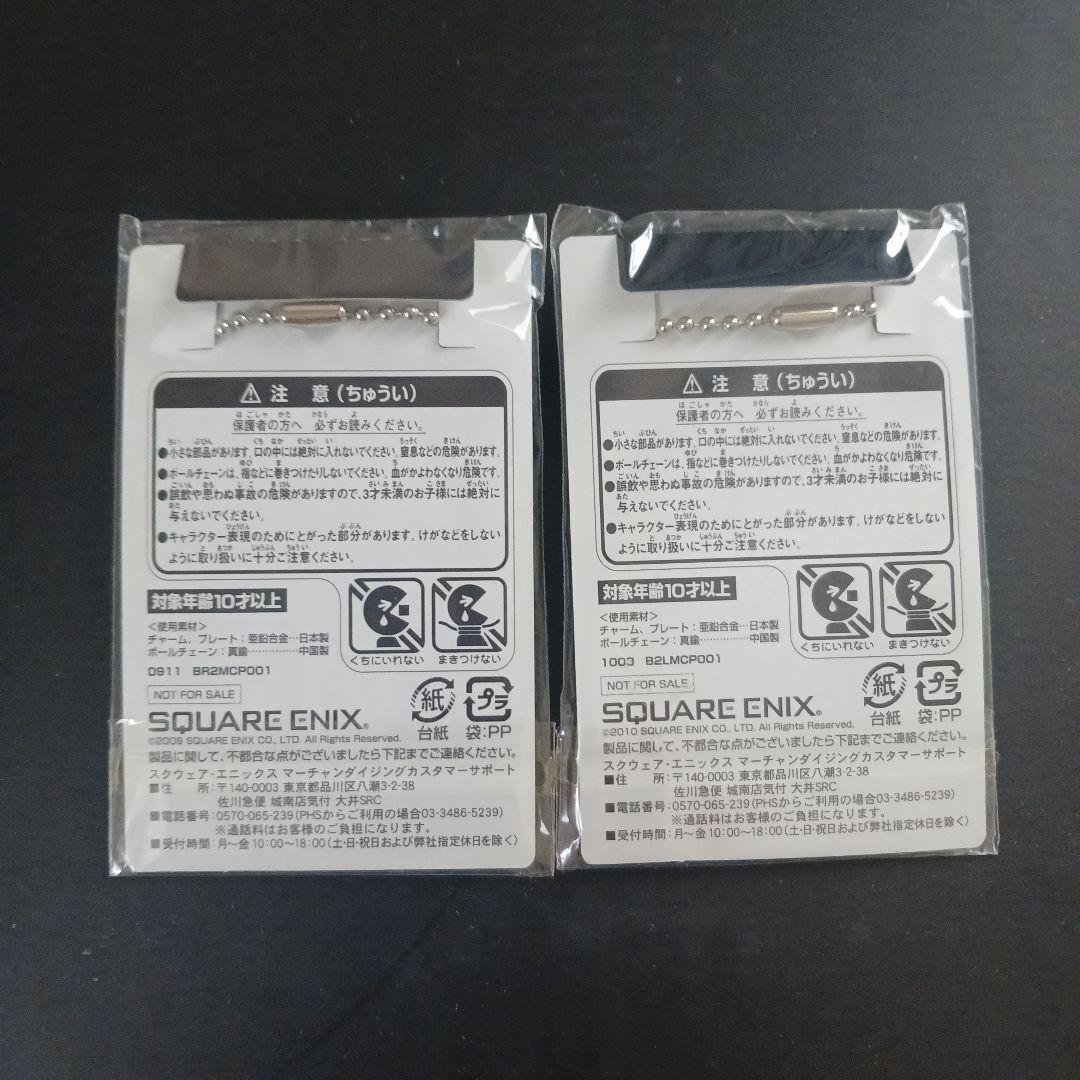 ⚠ 注 意(ちゅうい)
保護者の方へ 必ずお読みください。
●小さな部品があります。口の中には絶対に入れないでください。窒息などの危険があります。
●ボールチェーンは、指などに巻きつけたりしないでください。血がかよわなくなり危険です。
●誤飲や思わぬ事故の危険がありますので、3才未満のお子様には絶対に
与えないでください。
●キャラクター表現のためにとがった部分があります。けがなどをしない
ように取り扱いに十分ご注意ください。
対象年齢10才以上
<使用素材>
チャーム、プレート:亜鉛合金…日本製
ボールチェーン:真鍮……………中国製
0911 BR2MCP001
くちにいれない
まきつけない
NOT FOR SALE
SQUARE ENIX®
紙
台紙
プラ
袋:PP
©2009 SQUARE ENIX CO., LTD. All Rights Reserved.
製品に関して、不都合な点がございましたら下記までご連絡ください。
スクウェア・エニックス マーチャンダイジングカスタマーサポート
■住 所:〒140-0003 東京都品川区八潮3-2-38
佐川急便 城南店気付 大井SRC
■電話番号:0570-065-239(PHSからご利用の場合03-3486-5239)
※通話料はお客様のご負担になります。
■受付時間:月~金 10:00~18:00(土・日・祝日および弊社指定休日を除く)
⚠ 注 意(ちゅうい)
保護者の方へ 必ずお読みください。
●小さな部品があります。口の中には絶対に入れないでください。窒息などの危険があります。
●ボールチェーンは、指などに巻きつけたりしないでください。血がかよわなくなり危険です。
●誤飲や思わぬ事故の危険がありますので、3才未満のお子様には絶対に
与えないでください。
●キャラクター表現のためにとがった部分があります。けがなどをしない
ように取り扱いに十分ご注意ください。
対象年齢10才以上
<使用素材>
チャーム、プレート:亜鉛合金…日本製
ボールチェーン:真鍮……………中国製
1003 B2LMCP001
くちにいれない
まきつけない
NOT FOR SALE
SQUARE ENIX®
紙
台紙
プラ
袋:PP
©2010 SQUARE ENIX CO., LTD. All Rights Reserved.
製品に関して、不都合な点がございましたら下記までご連絡ください。
スクウェア・エニックス マーチャンダイジングカスタマーサポート
■住 所:〒140-0003 東京都品川区八潮3-2-38
佐川急便 城南店気付 大井SRC
■電話番号:0570-065-239(PHSからご利用の場合03-3486-5239)
※通話料はお客様のご負担になります。
■受付時間:月~金 10:00~18:00(土・日・祝日および弊社指定休日を除く)